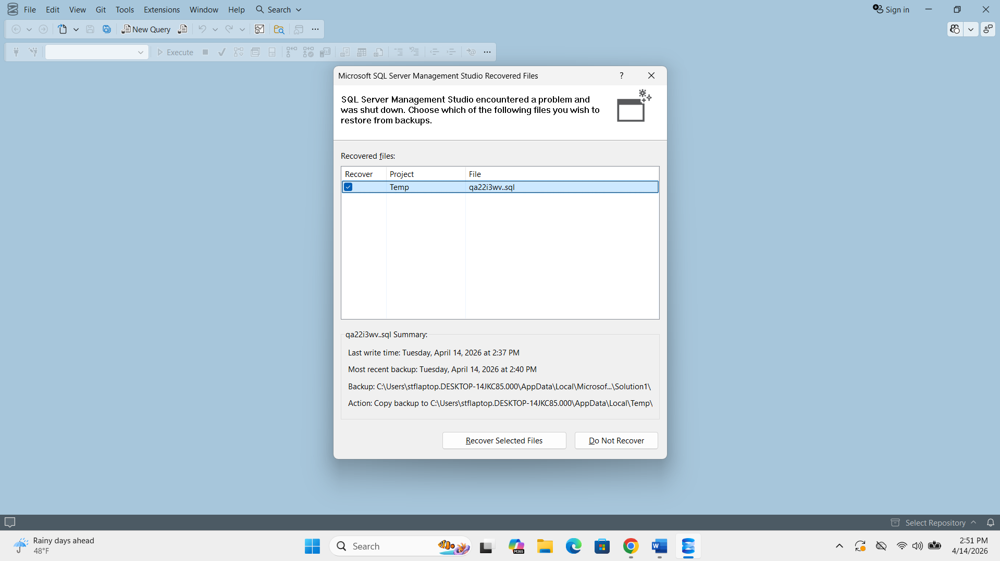 File Edit View Git Tools Extensions Window Help Search Sign in
New Query
Execute
Microsoft SQL Server Management Studio Recovered Files ?
SQL Server Management Studio encountered a problem and
was shut down. Choose which of the following files you wish to
restore from backups.
Recovered files:
Recover Project File
Temp qa22i3wv..sql
qa22i3wv..sql Summary:
Last write time: Tuesday, April 14, 2026 at 2:37 PM
Most recent backup: Tuesday, April 14, 2026 at 2:40 PM
Backup: C:\Users\stflaptop.DESKTOP-14JKC85.000\AppData\Local\Microsof...\Solution1\
Action: Copy backup to C:\Users\stflaptop.DESKTOP-14JKC85.000\AppData\Local\Temp\
Recover Selected Files Do Not Recover
Select Repository
Rainy days ahead
48°F
Search
M365
2:51 PM
4/14/2026